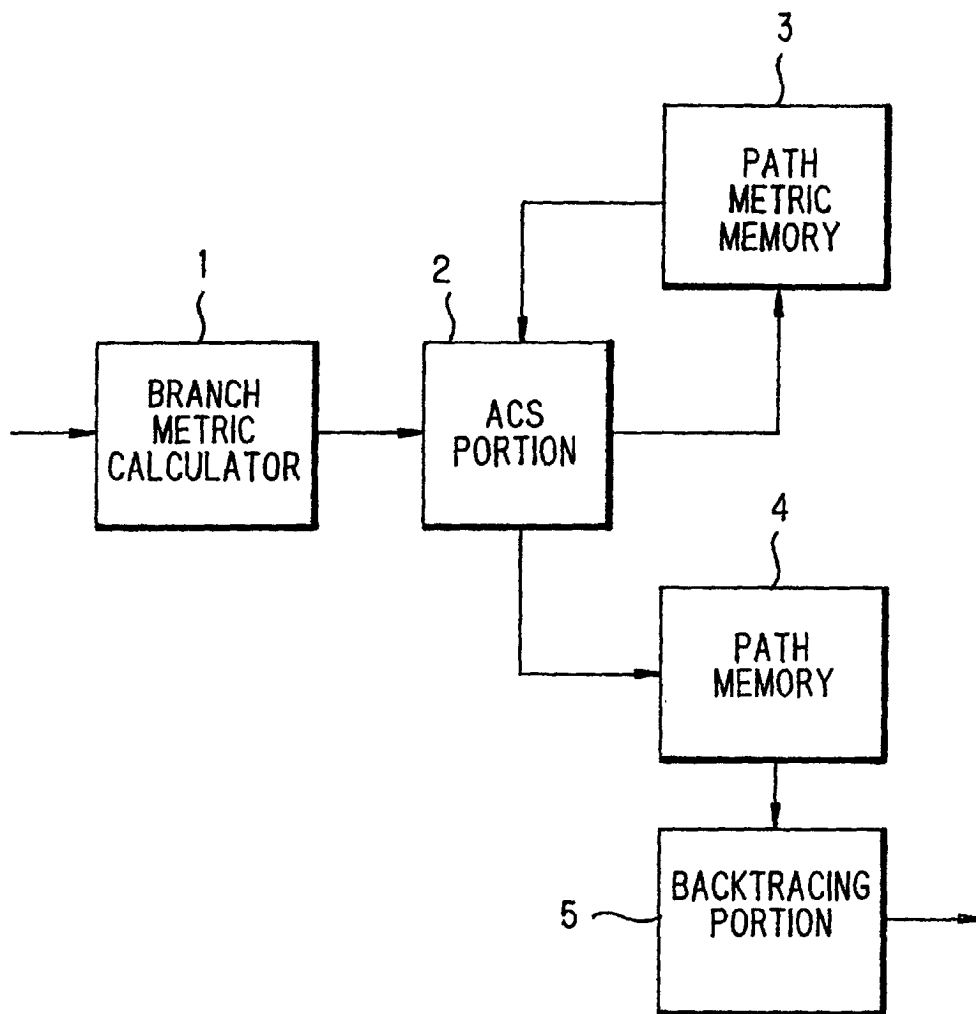 3
PATH
METRIC
MEMORY
1
2
BRANCH
METRIC
CALCULATOR
ACS
PORTION
4
PATH
MEMORY
5
BACKTRACING
PORTION